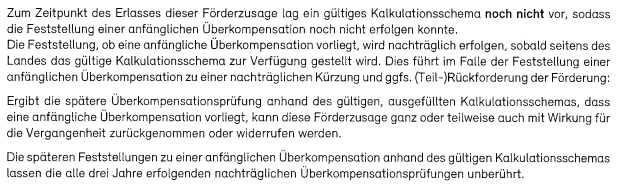 Zum Zeitpunkt des Erlasses dieser Förderzusage lag ein gültiges Kalkulationsschema noch nicht vor, sodass
die Feststellung einer anfänglichen Überkompensation noch nicht erfolgen konnte.
Die Feststellung, ob eine anfängliche Überkompensation vorliegt, wird nachträglich erfolgen, sobald seitens des
Landes das gültige Kalkulationsschema zur Verfügung gestellt wird. Dies führt im Falle der Feststellung einer
anfänglichen Überkompensation zu einer nachträglichen Kürzung und ggfs. (Teil-)Rückforderung der Förderung:
Ergibt die spätere Überkompensationsprüfung anhand des gültigen, ausgefüllten Kalkulationsschemas, dass
eine anfängliche Überkompensation vorliegt, kann diese Förderzusage ganz oder teilweise auch mit Wirkung für
die Vergangenheit zurückgenommen oder widerrufen werden.
Die späteren Feststellungen zu einer anfänglichen Überkompensation anhand des gültigen Kalkulationsschemas
lassen die alle drei Jahre erfolgenden nachträglichen Überkompensationsprüfungen unberührt.